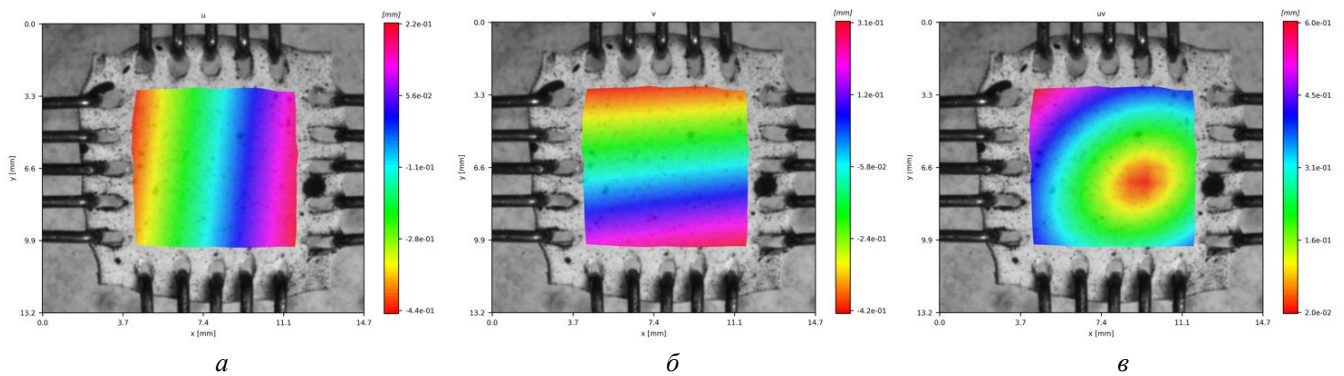 u
[mm]
2.2e-01
5.6e-02
-1.1e-01
-2.8e-01
-4.4e-01
0.0
3.3
6.6
9.9
13.2
y [mm]
0.0
3.7
7.4
11.1
14.7
x [mm]
а
v
[mm]
3.1e-01
1.2e-01
-5.8e-02
-2.4e-01
-4.2e-01
0.0
3.3
6.6
9.9
13.2
y [mm]
0.0
3.7
7.4
11.1
14.7
x [mm]
б
uv
[mm]
6.0e-01
4.5e-01
3.1e-01
1.6e-01
2.0e-02
0.0
3.3
6.6
9.9
13.2
y [mm]
0.0
3.7
7.4
11.1
14.7
x [mm]
в